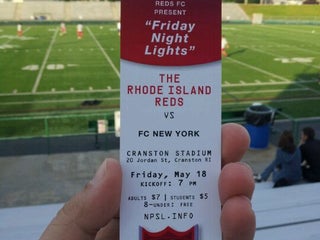 REDS FC
PRESENT
"Friday
Night
Lights"
THE
RHODE ISLAND
REDS
VS
FC NEW YORK
CRANSTON STADIUM
20 Jordan St, Cranston RI
Friday, May 18
KICKOFF: 7 PM
ADULTS $7 | STUDENTS $5
8-UNDER: FREE
NPSL.INFO